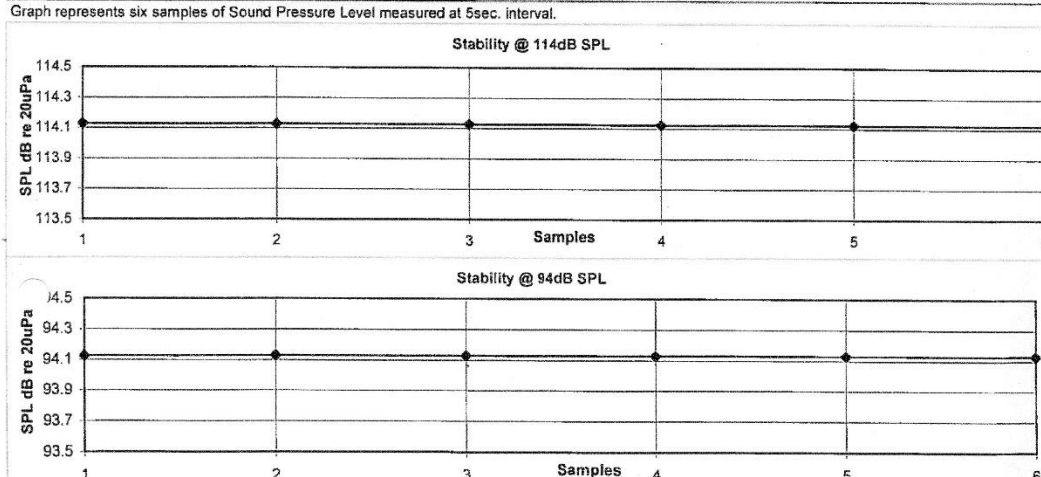 Graph represents six samples of Sound Pressure Level measured at 5sec. interval.
Stability @ 114dB SPL
SPL dB re 20uPa
114.5
114.3
114.1
113.9
113.7
113.5
1 2 3 4 5
Samples
Stability @ 94dB SPL
SPL dB re 20uPa
94.3
94.1
93.9
93.7
93.5
1 2 3 4 5 6
Samples